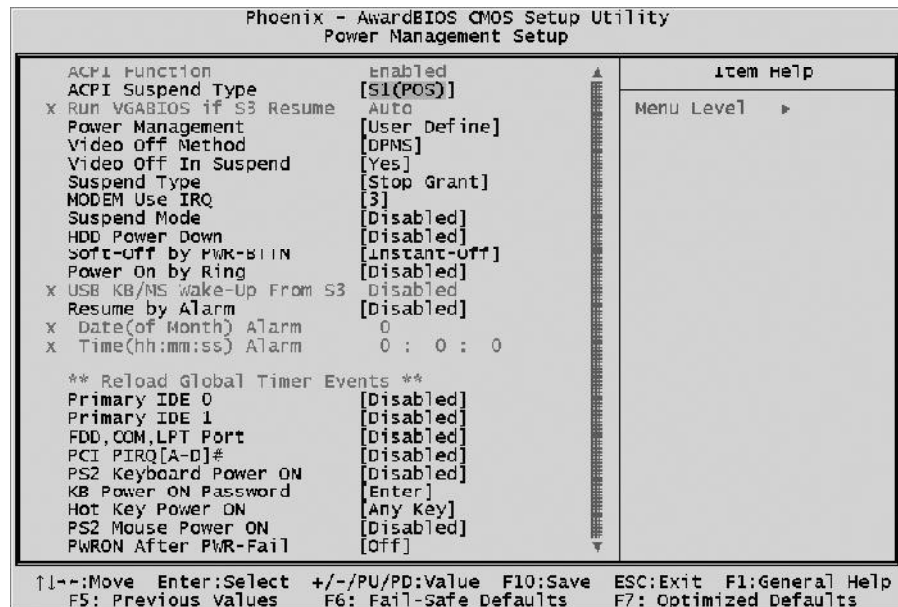 Phoenix - AwardBIOS CMOS Setup Utility
Power Management Setup
ACPI Function Enabled
ACPI Suspend Type [S1(POS)]
x Run VGABIOS if S3 Resume Auto
Power Management [User Define]
Video Off Method [DPMS]
Video Off In Suspend [Yes]
Suspend Type [Stop Grant]
MODEM Use IRQ [3]
Suspend Mode [Disabled]
HDD Power Down [Disabled]
Soft-Off by PWR-BTTN [Instant-Off]
Power On by Ring [Disabled]
x USB KB/MS Wake-Up From S3 Disabled
Resume by Alarm [Disabled]
x Date(of Month) Alarm 0
x Time(hh:mm:ss) Alarm 0 : 0 : 0
** Reload Global Timer Events **
Primary IDE 0 [Disabled]
Primary IDE 1 [Disabled]
FDD,COM,LPT Port [Disabled]
PCI PIRQ[A-D]# [Disabled]
PS2 Keyboard Power ON [Disabled]
KB Power ON Password [Enter]
Hot Key Power ON [Any Key]
PS2 Mouse Power ON [Disabled]
PWRON After PWR-Fail [Off]
Item Help
Menu Level ►
↑↓→←:Move Enter:Select +/-/PU/PD:Value F10:Save ESC:Exit F1:General Help
F5: Previous Values F6: Fail-Safe Defaults F7: Optimized Defaults